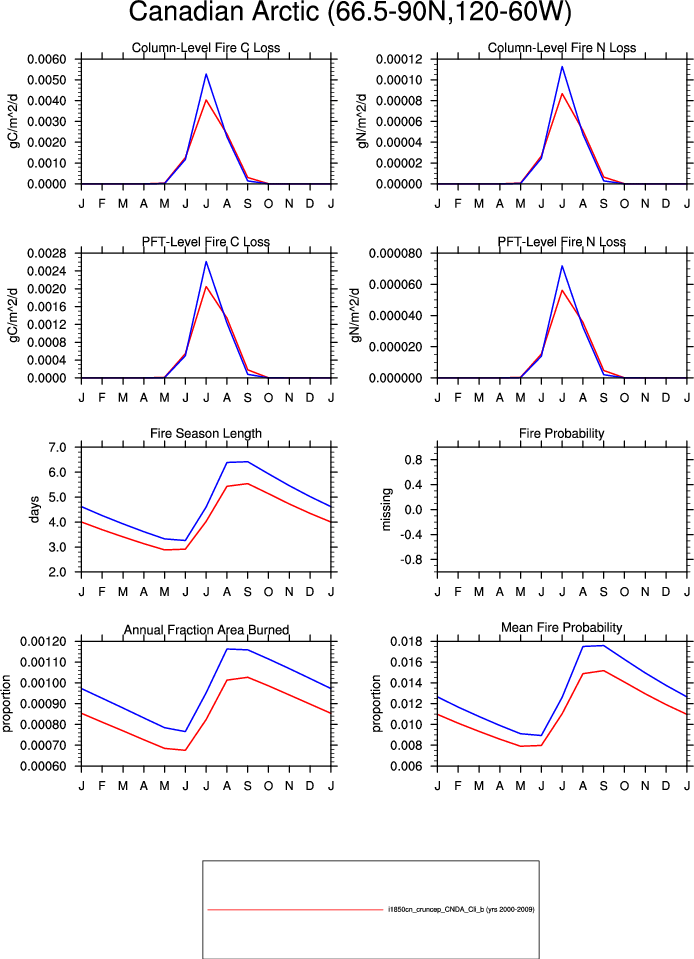 Canadian Arctic (66.5-90N,120-60W)
Column-Level Fire C Loss
gC/m^2/d
0.0060
0.0050
0.0040
0.0030
0.0020
0.0010
0.0000
J F M A M J J A S O N D J
Column-Level Fire N Loss
gN/m^2/d
0.00012
0.00010
0.00008
0.00006
0.00004
0.00002
0.00000
J F M A M J J A S O N D J
PFT-Level Fire C Loss
gC/m^2/d
0.0028
0.0024
0.0020
0.0016
0.0012
0.0008
0.0004
0.0000
J F M A M J J A S O N D J
PFT-Level Fire N Loss
gN/m^2/d
0.000080
0.000060
0.000040
0.000020
0.000000
J F M A M J J A S O N D J
Fire Season Length
days
7.0
6.0
5.0
4.0
3.0
2.0
J F M A M J J A S O N D J
Fire Probability
missing
0.8
0.4
0.0
-0.4
-0.8
J F M A M J J A S O N D J
Annual Fraction Area Burned
proportion
0.00120
0.00110
0.00100
0.00090
0.00080
0.00070
0.00060
J F M A M J J A S O N D J
Mean Fire Probability
proportion
0.018
0.016
0.014
0.012
0.010
0.008
0.006
J F M A M J J A S O N D J
i1850cn_cruncep_CNDA_Cli_b (yrs 2000-2009)